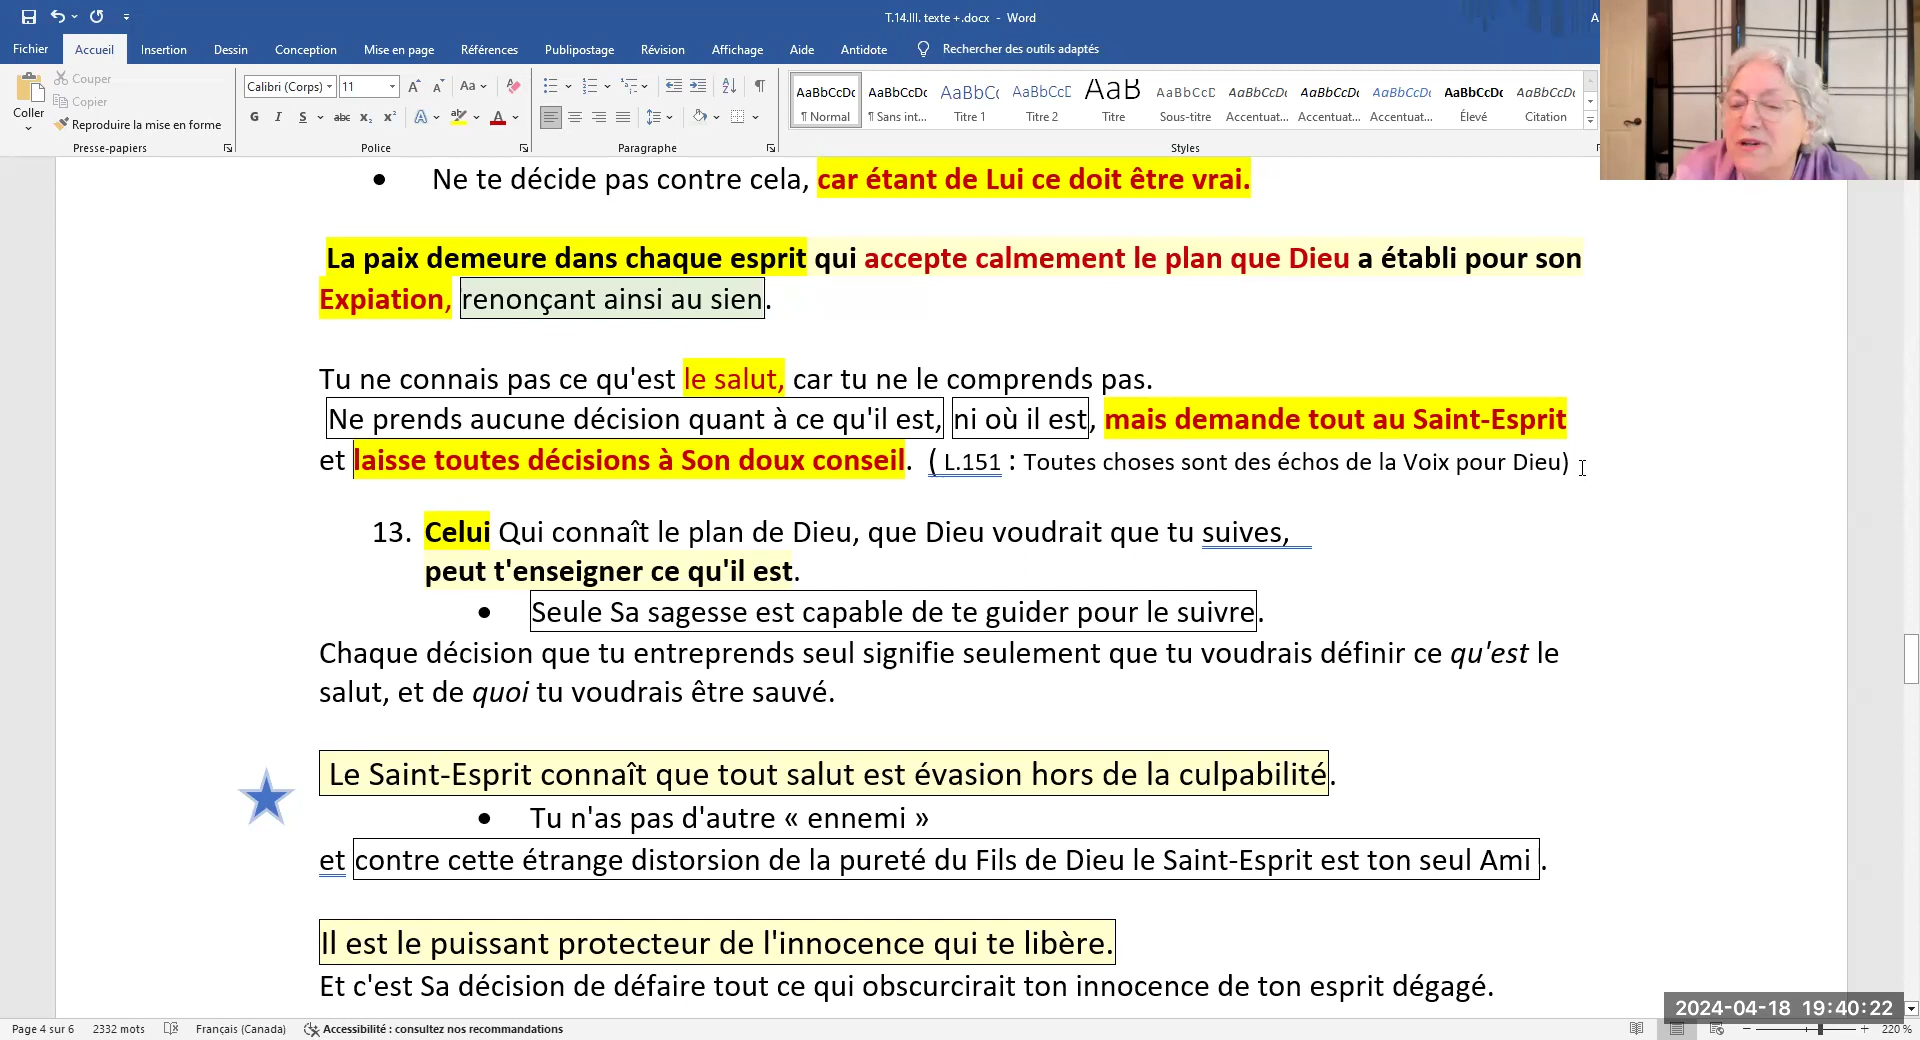 T.14.III. texte +.docx - Word
Fichier Accueil Insertion Dessin Conception Mise en page Références Publipostage Révision Affichage Aide Antidote Rechercher des outils adaptés
Coller
Couper
Copier
Reproduire la mise en forme
Presse-papiers
Calibri (Corps) 11
G I S abc x₂ x² A A
Police
Paragraphe
AaBbCcDc AaBbCcDc AaBbCc AaBbCcD AaB AaBbCcD AaBbCcDc AaBbCcDc AaBbCcDc AaBbCcDc AaBbCcDc
¶ Normal ¶ Sans int... Titre 1 Titre 2 Titre Sous-titre Accentuat... Accentuat... Accentuat... Élevé Citation
Styles
• Ne te décide pas contre cela, car étant de Lui ce doit être vrai.
La paix demeure dans chaque esprit qui accepte calmement le plan que Dieu a établi pour son
Expiation, renonçant ainsi au sien.
Tu ne connais pas ce qu'est le salut, car tu ne le comprends pas.
Ne prends aucune décision quant à ce qu'il est, ni où il est, mais demande tout au Saint-Esprit
et laisse toutes décisions à Son doux conseil. ( L.151 : Toutes choses sont des échos de la Voix pour Dieu)
13. Celui Qui connaît le plan de Dieu, que Dieu voudrait que tu suives,
peut t'enseigner ce qu'il est.
• Seule Sa sagesse est capable de te guider pour le suivre.
Chaque décision que tu entreprends seul signifie seulement que tu voudrais définir ce qu'est le
salut, et de quoi tu voudrais être sauvé.
Le Saint-Esprit connaît que tout salut est évasion hors de la culpabilité.
• Tu n'as pas d'autre « ennemi »
et contre cette étrange distorsion de la pureté du Fils de Dieu le Saint-Esprit est ton seul Ami .
Il est le puissant protecteur de l'innocence qui te libère.
Et c'est Sa décision de défaire tout ce qui obscurcirait ton innocence de ton esprit dégagé.
2024-04-18 19:40:22
Page 4 sur 6 2332 mots Français (Canada) Accessibilité : consultez nos recommandations 220 %